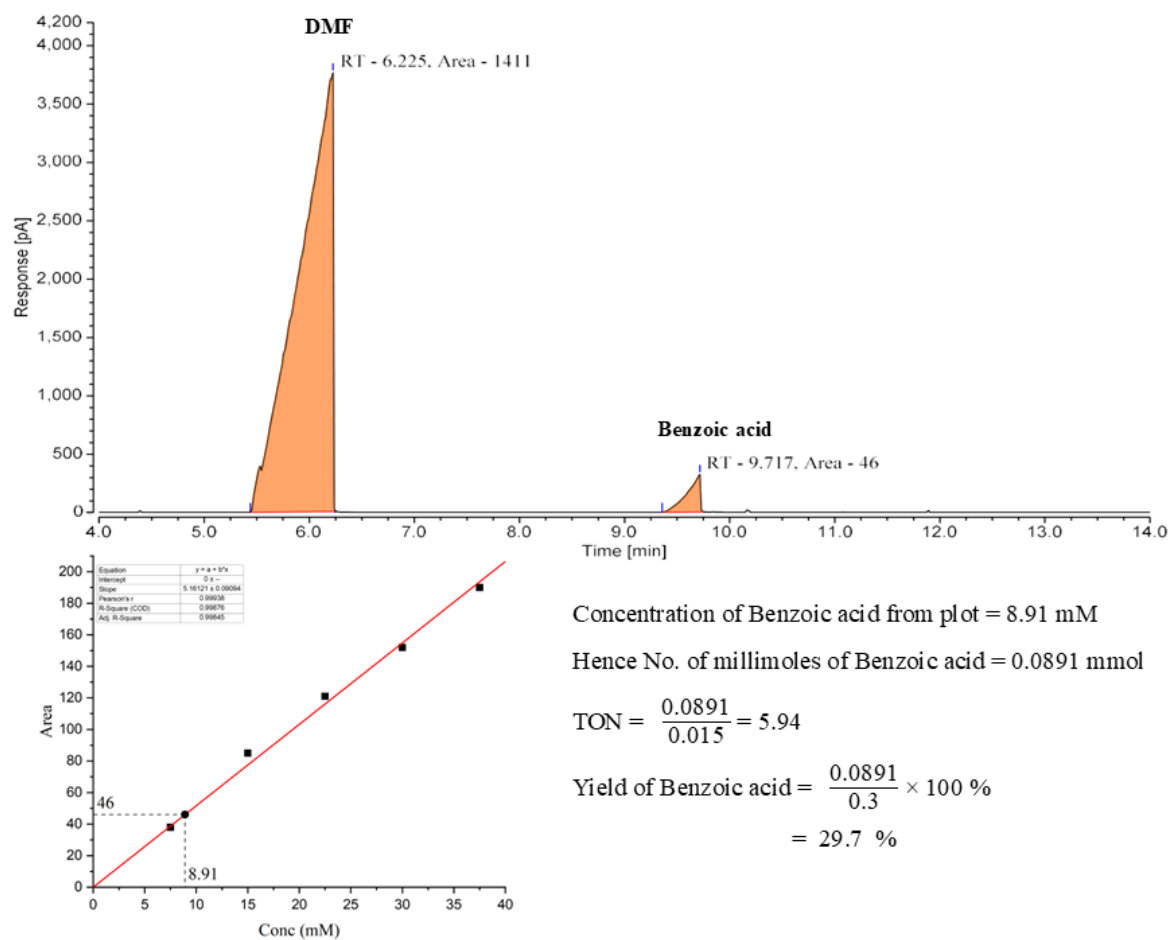 DMF
RT - 6.225, Area - 1411
4,200
4,000
3,500
3,000
2,500
2,000
1,500
1,000
500
0
Response [pA]
Benzoic acid
RT - 9.717, Area - 46
4.0 5.0 6.0 7.0 8.0 9.0 10.0 11.0 12.0 13.0 14.0
Time [min]
Equation y = a + b*x
Intercept 0 ± --
Slope 5.16121 ± 0.09094
Pearson's r 0.99938
R-Square (COD) 0.99876
Adj. R-Square 0.99845
200
180
160
140
120
100
80
60
40
20
0
Area
46
8.91
0 5 10 15 20 25 30 35 40
Conc (mM)
Concentration of Benzoic acid from plot = 8.91 mM
Hence No. of millimoles of Benzoic acid = 0.0891 mmol
TON = 0.0891 / 0.015 = 5.94
Yield of Benzoic acid = 0.0891 / 0.3 × 100 %
= 29.7 %